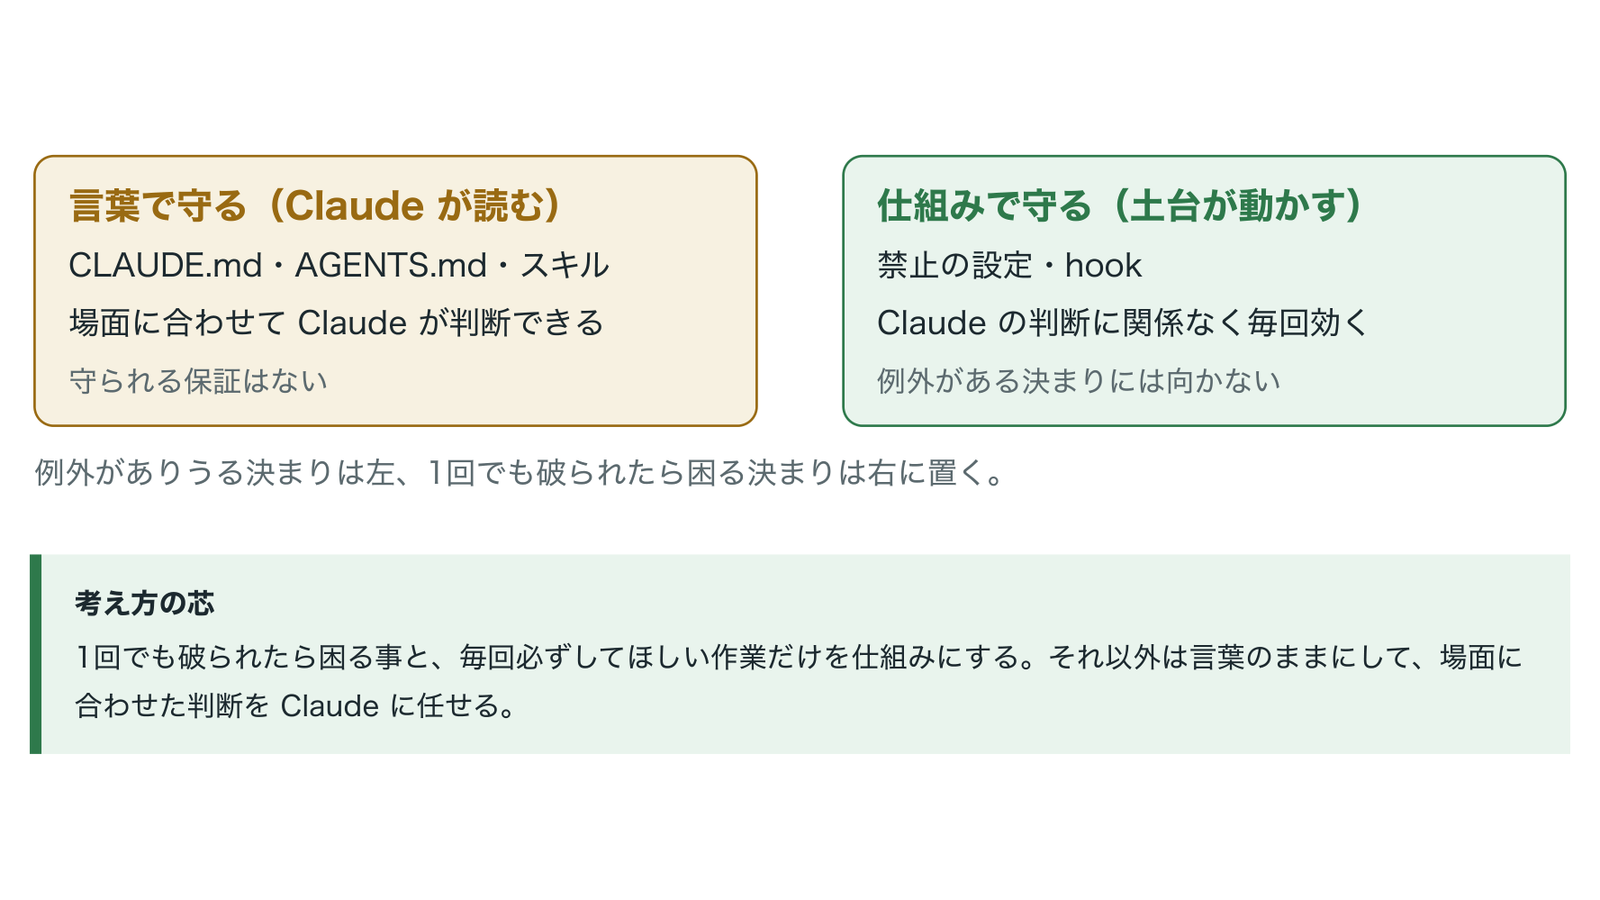 言葉で守る（Claude が読む）
CLAUDE.md・AGENTS.md・スキル
場面に合わせて Claude が判断できる
守られる保証はない
仕組みで守る（土台が動かす）
禁止の設定・hook
Claude の判断に関係なく毎回効く
例外がある決まりには向かない
例外がありうる決まりは左、1回でも破られたら困る決まりは右に置く。
考え方の芯
1回でも破られたら困る事と、毎回必ずしてほしい作業だけを仕組みにする。それ以外は言葉のままにして、場面に
合わせた判断を Claude に任せる。